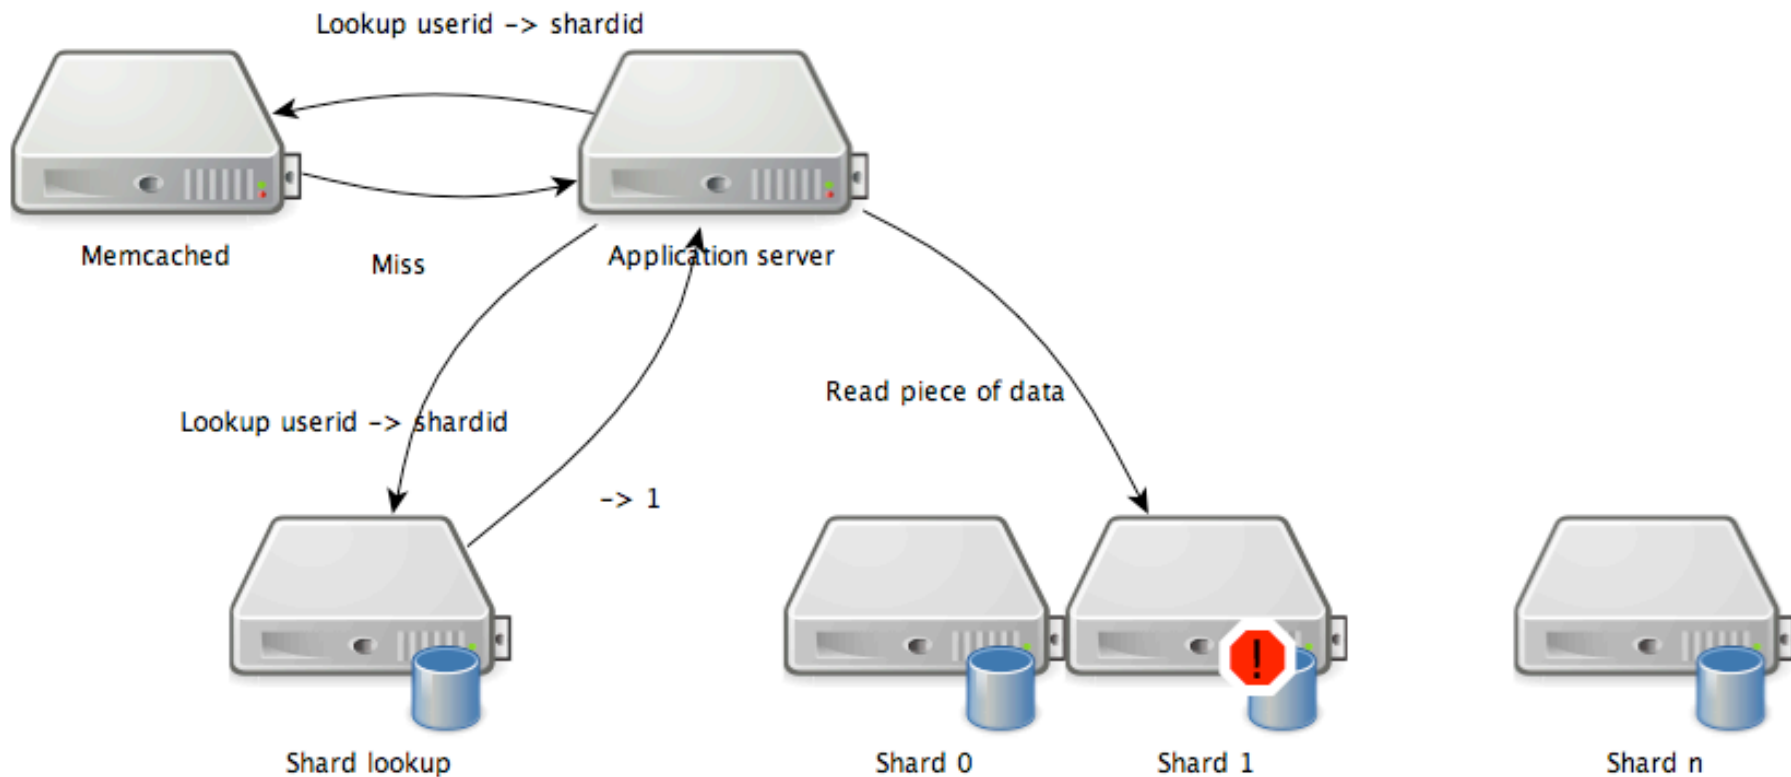 Lookup userid -> shardid
Memcached
Miss
Application server
Read piece of data
Lookup userid -> shardid
-> 1
Shard lookup
Shard 0
Shard 1
Shard n